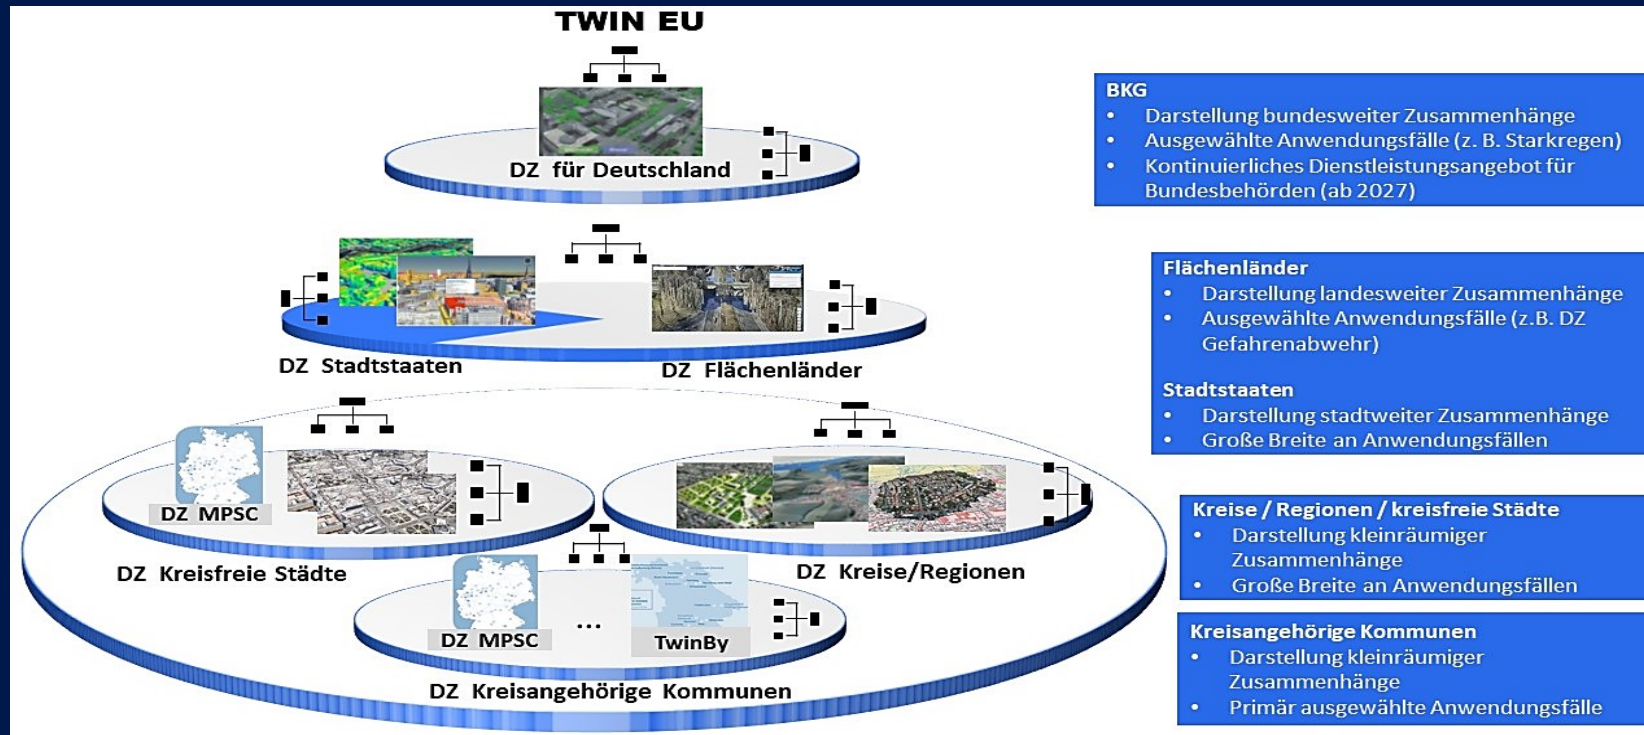 TWIN EU
DZ für Deutschland
BKG
• Darstellung bundesweiter Zusammenhänge
• Ausgewählte Anwendungsfälle (z. B. Starkregen)
• Kontinuierliches Dienstleistungsangebot für
Bundesbehörden (ab 2027)
DZ Stadtstaaten
DZ Flächenländer
Flächenländer
• Darstellung landesweiter Zusammenhänge
• Ausgewählte Anwendungsfälle (z.B. DZ
Gefahrenabwehr)
Stadtstaaten
• Darstellung stadtweiter Zusammenhänge
• Große Breite an Anwendungsfällen
DZ MPSC
DZ Kreisfreie Städte
DZ Kreise/Regionen
Kreise / Regionen / kreisfreie Städte
• Darstellung kleinräumiger
Zusammenhänge
• Große Breite an Anwendungsfällen
DZ MPSC
...
TwinBy
DZ Kreisangehörige Kommunen
Kreisangehörige Kommunen
• Darstellung kleinräumiger
Zusammenhänge
• Primär ausgewählte Anwendungsfälle